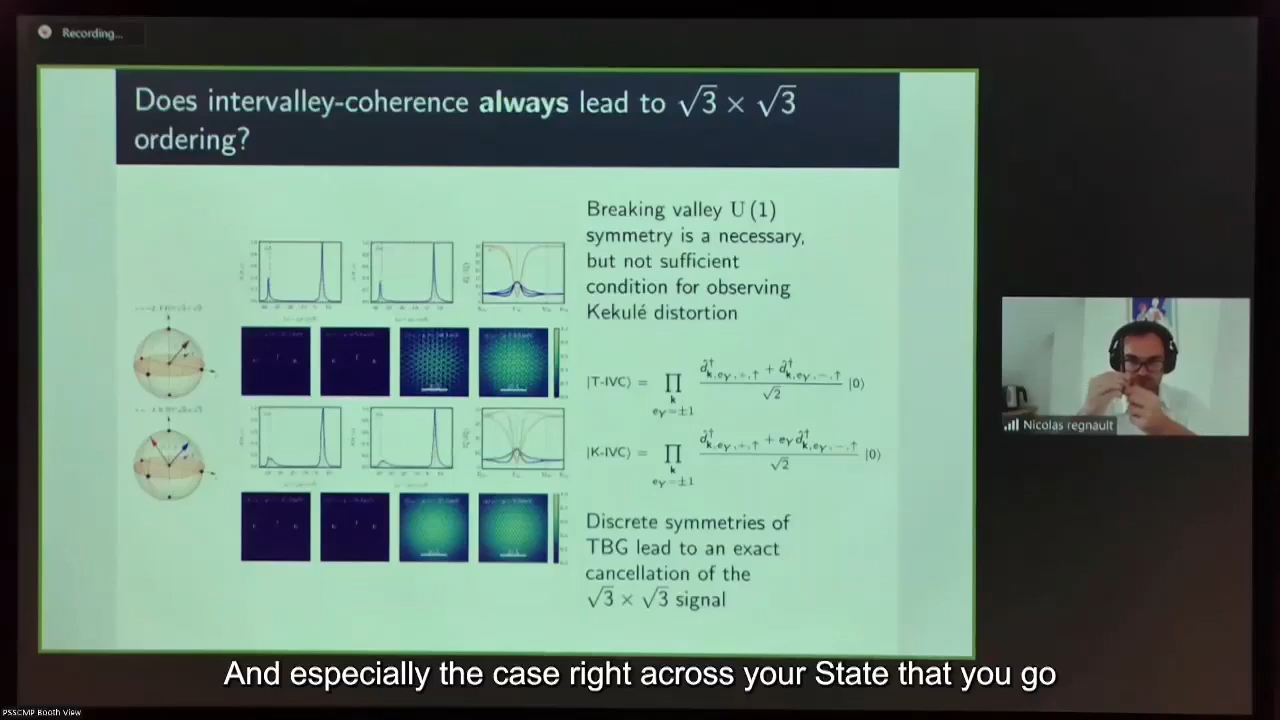 Recording...
Does intervalley-coherence always lead to √3 × √3
ordering?
Breaking valley U(1)
symmetry is a necessary,
but not sufficient
condition for observing
Kekulé distortion
|T-IVC⟩ = ∏ d̂†k,eY,+,↑ + d̂†k,eY,−,↑ / √2 |0⟩
k
eY=±1
|K-IVC⟩ = ∏ d̂†k,eY,+,↑ + eY d̂†k,eY,−,↑ / √2 |0⟩
k
eY=±1
Discrete symmetries of
TBG lead to an exact
cancellation of the
√3 × √3 signal
Nicolas regnault
And especially the case right across your State that you go
PSSCMP Booth View